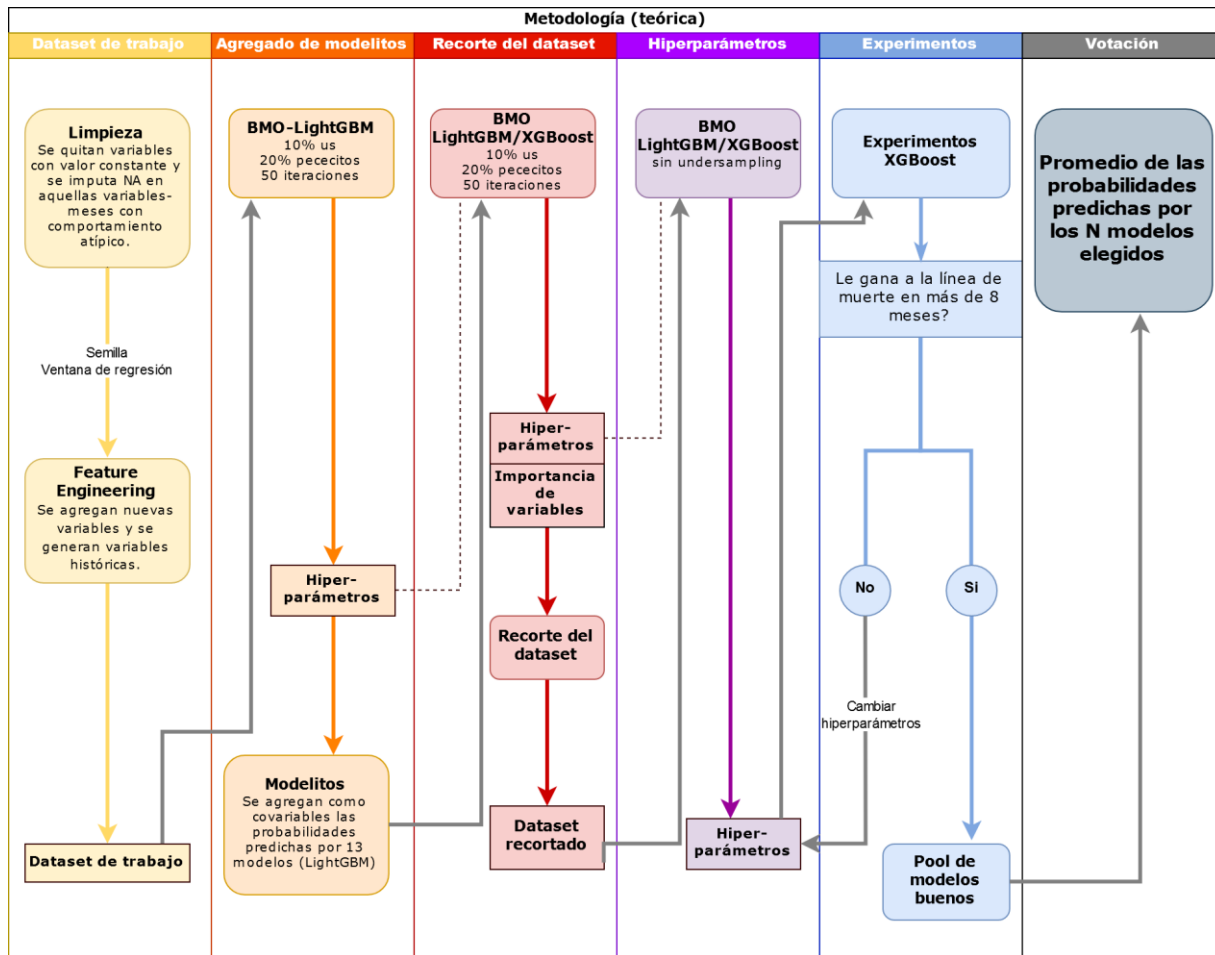 Metodología (teórica)
Dataset de trabajo
Agregado de modelitos
Recorte del dataset
Hiperparámetros
Experimentos
Votación
Limpieza
Se quitan variables
con valor constante y
se imputa NA en
aquellas variables-
meses con
comportamiento
atípico.
Semilla
Ventana de regresión
Feature
Engineering
Se agregan nuevas
variables y se
generan variables
históricas.
Dataset de trabajo
BMO-LightGBM
10% us
20% pececitos
50 iteraciones
Hiper-
parámetros
Modelitos
Se agregan como
covariables las
probabilidades
predichas por 13
modelos (LightGBM)
BMO
LightGBM/XGBoost
10% us
20% pececitos
50 iteraciones
Hiper-
parámetros
Importancia
de
variables
Recorte del
dataset
Dataset
recortado
BMO
LightGBM/XGBoost
sin undersampling
Hiper-
parámetros
Experimentos
XGBoost
Le gana a la línea de
muerte en más de 8
meses?
No
Si
Cambiar
hiperparámetros
Pool de
modelos
buenos
Promedio de las
probabilidades
predichas por
los N modelos
elegidos